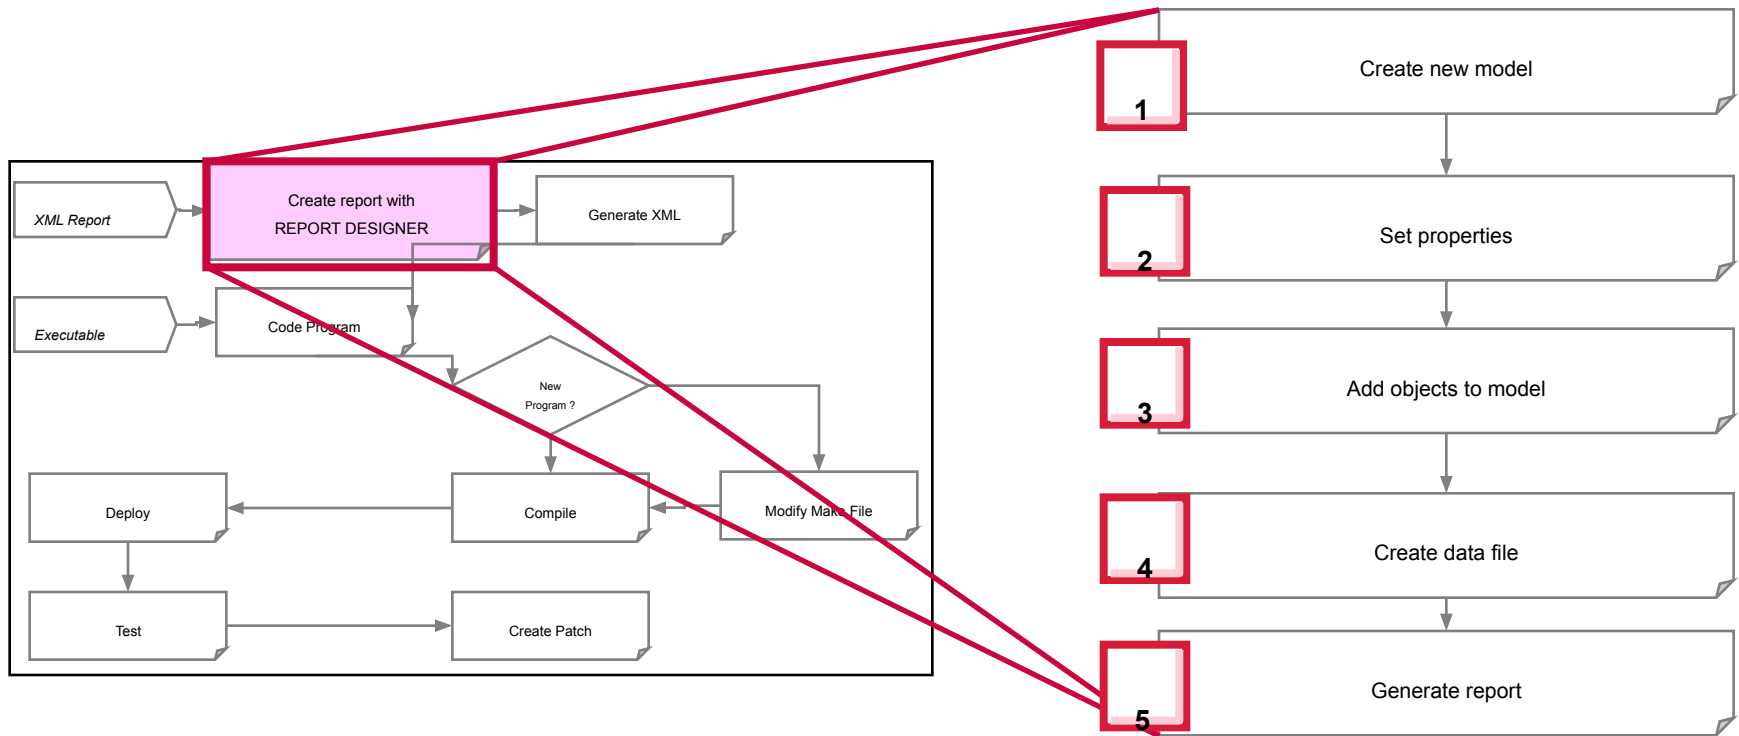 XML Report
Create report with
REPORT DESIGNER
Generate XML
Executable
Code Program
New
Program ?
Deploy
Compile
Modify Make File
Test
Create Patch
1
Create new model
2
Set properties
3
Add objects to model
4
Create data file
5
Generate report